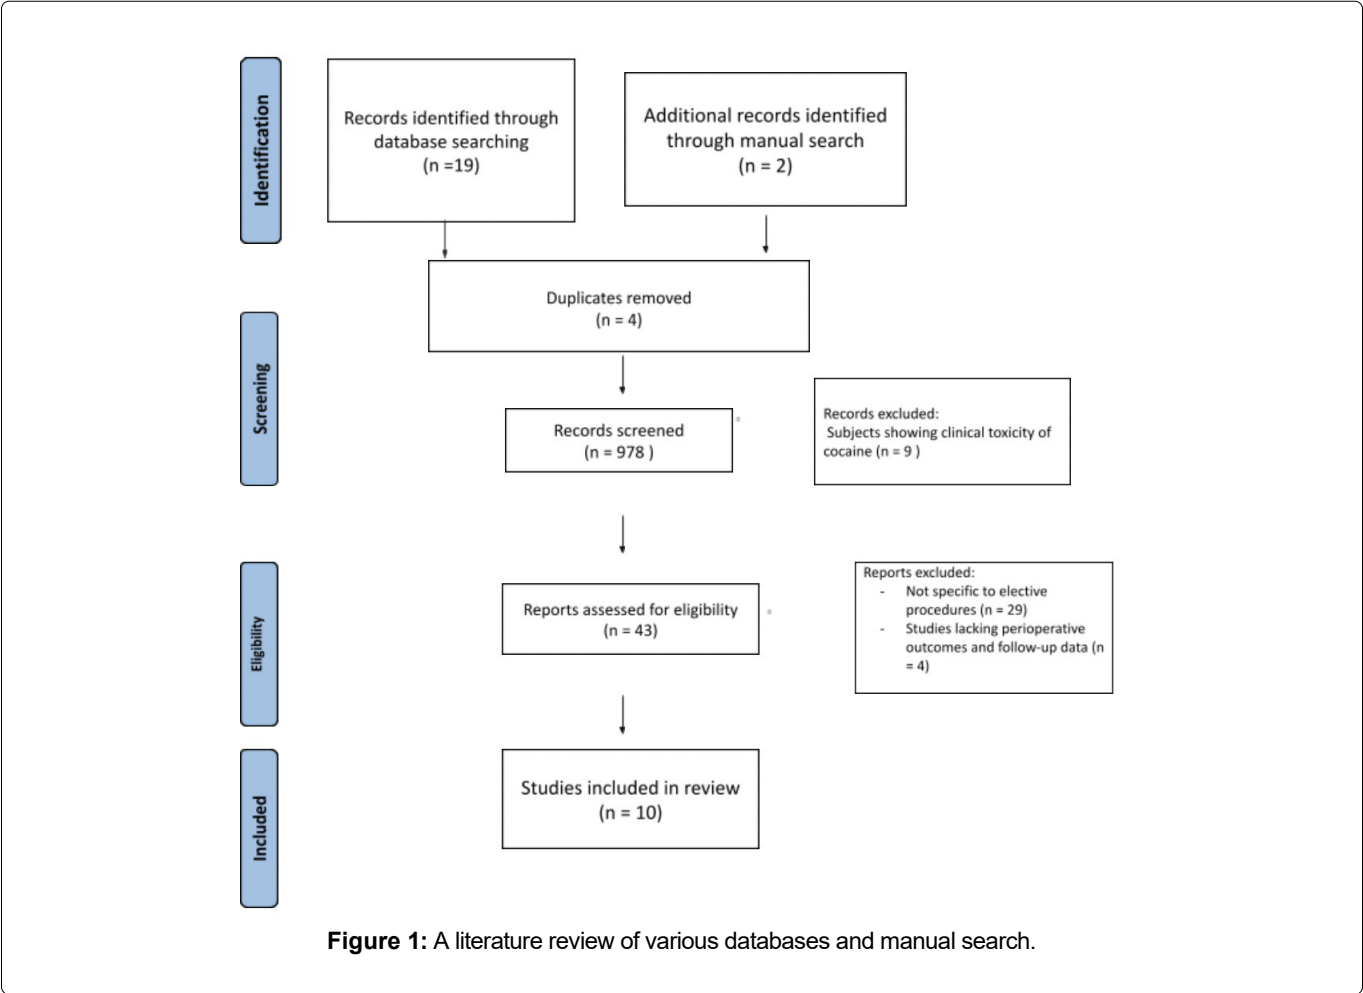 Identification
Records identified through
database searching
(n =19)
Additional records identified
through manual search
(n = 2)
Duplicates removed
(n = 4)
Screening
Records screened
(n = 978 )
Records excluded:
Subjects showing clinical toxicity of
cocaine (n = 9 )
Eligibility
Reports assessed for eligibility
(n = 43)
Reports excluded:
- Not specific to elective
procedures (n = 29)
- Studies lacking perioperative
outcomes and follow-up data (n
= 4)
Included
Studies included in review
(n = 10)
Figure 1: A literature review of various databases and manual search.